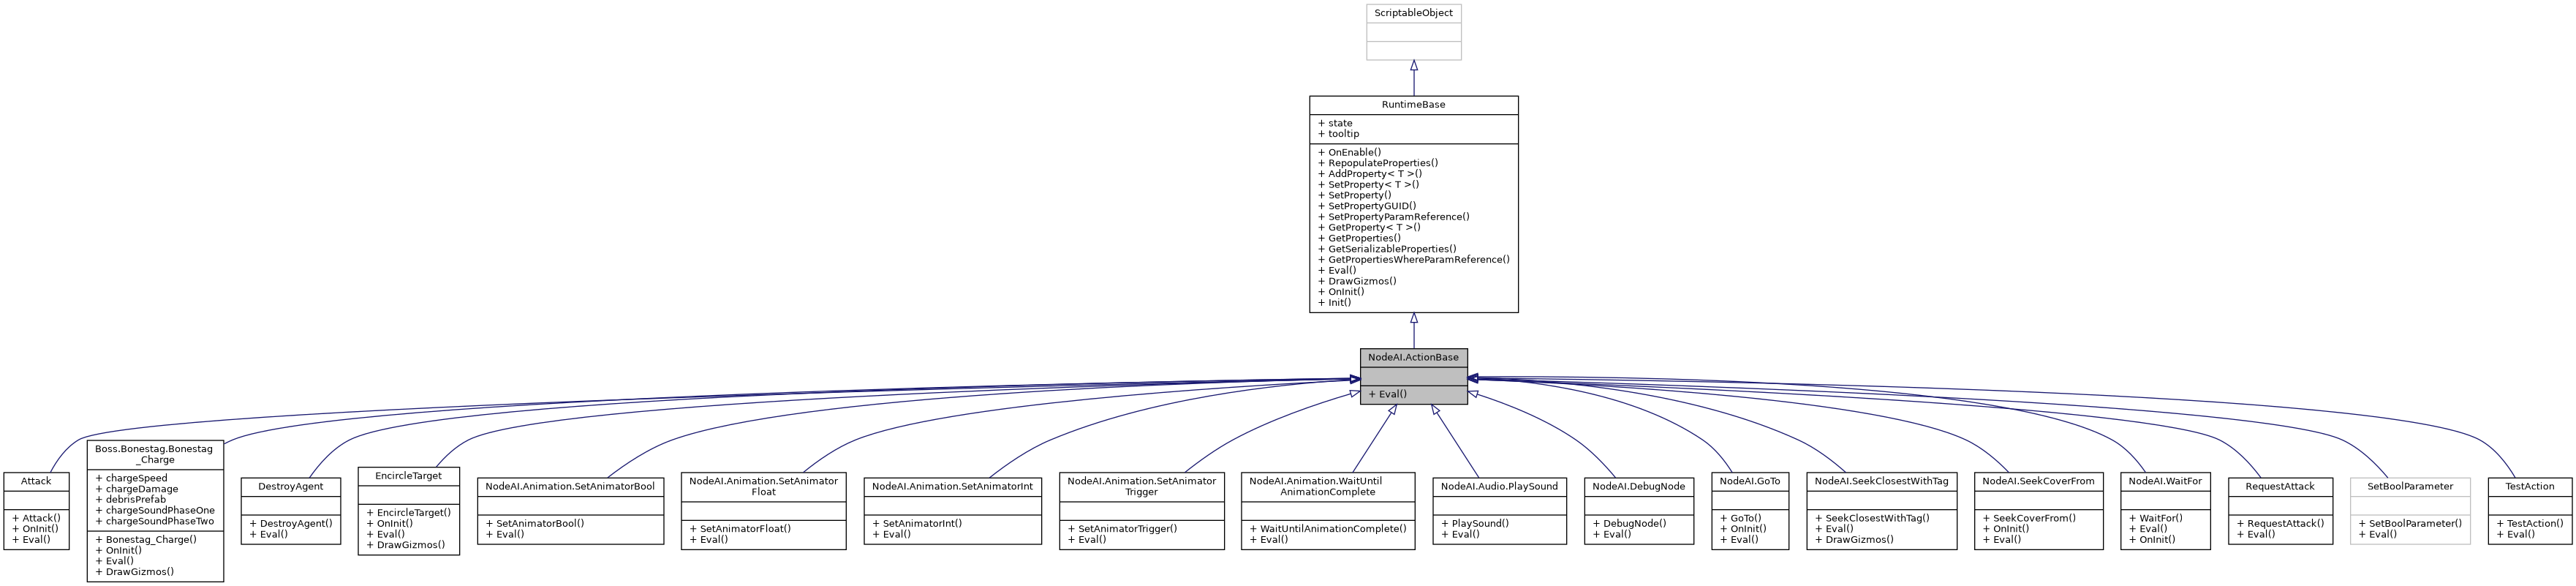 ScriptableObject
RuntimeBase
+ state
+ tooltip
+ OnEnable()
+ RepopulateProperties()
+ AddProperty< T >()
+ SetProperty< T >()
+ SetProperty()
+ SetPropertyGUID()
+ SetPropertyParamReference()
+ GetProperty< T >()
+ GetProperties()
+ GetSerializableProperties()
+ GetPropertiesWhereParamReference()
+ Eval()
+ DrawGizmos()
+ OnInit()
+ Init()
NodeAI.ActionBase
+ Eval()
Attack
+ Attack()
+ OnInit()
+ Eval()
Boss.Bonestag.Bonestag
_Charge
+ chargeSpeed
+ chargeDamage
+ debrisPrefab
+ chargeSoundPhaseOne
+ chargeSoundPhaseTwo
+ Bonestag_Charge()
+ OnInit()
+ Eval()
+ DrawGizmos()
DestroyAgent
+ DestroyAgent()
+ Eval()
EncircleTarget
+ EncircleTarget()
+ OnInit()
+ Eval()
+ DrawGizmos()
NodeAI.Animation.SetAnimatorBool
+ SetAnimatorBool()
+ Eval()
NodeAI.Animation.SetAnimator
Float
+ SetAnimatorFloat()
+ Eval()
NodeAI.Animation.SetAnimatorInt
+ SetAnimatorInt()
+ Eval()
NodeAI.Animation.SetAnimator
Trigger
+ SetAnimatorTrigger()
+ Eval()
NodeAI.Animation.WaitUntil
AnimationComplete
+ WaitUntilAnimationComplete()
+ Eval()
NodeAI.Audio.PlaySound
+ PlaySound()
+ Eval()
NodeAI.DebugNode
+ DebugNode()
+ Eval()
NodeAI.GoTo
+ GoTo()
+ OnInit()
+ Eval()
NodeAI.SeekClosestWithTag
+ SeekClosestWithTag()
+ Eval()
+ DrawGizmos()
NodeAI.SeekCoverFrom
+ SeekCoverFrom()
+ OnInit()
+ Eval()
NodeAI.WaitFor
+ WaitFor()
+ Eval()
+ OnInit()
RequestAttack
+ RequestAttack()
+ Eval()
SetBoolParameter
+ SetBoolParameter()
+ Eval()
TestAction
+ TestAction()
+ Eval()